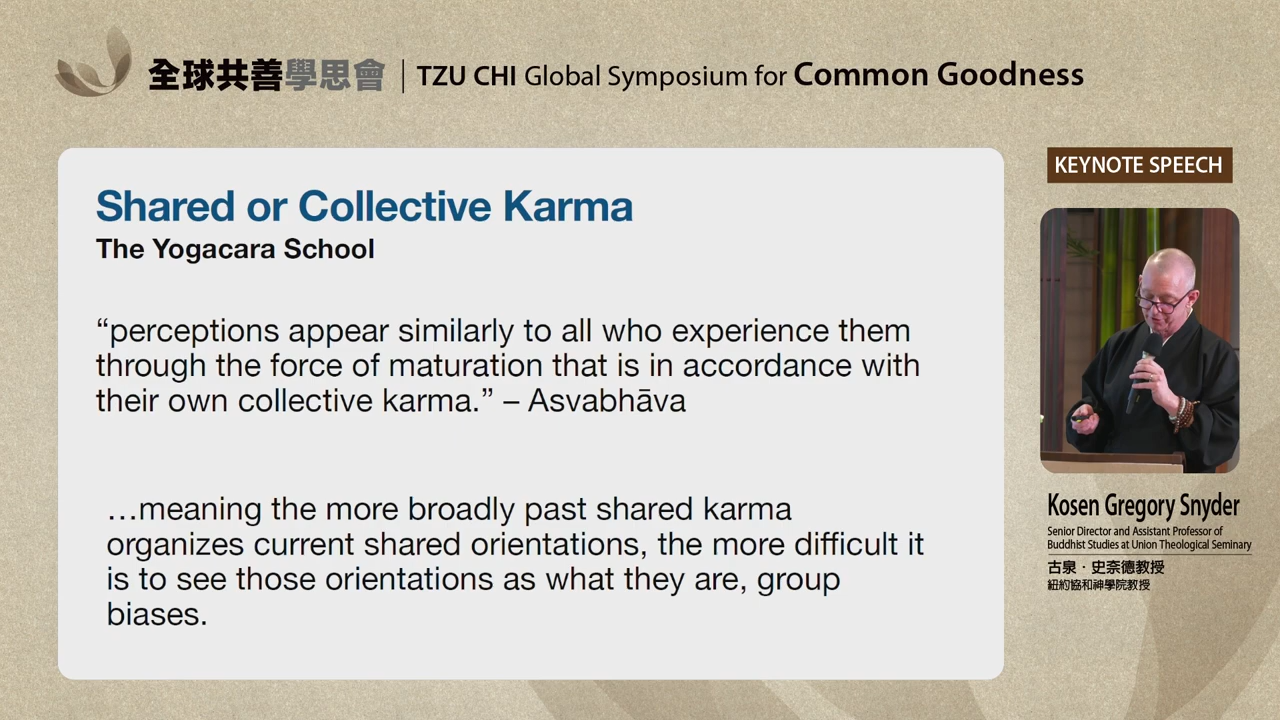 全球共善學思會 | TZU CHI Global Symposium for Common Goodness
Shared or Collective Karma
The Yogacara School
“perceptions appear similarly to all who experience them
through the force of maturation that is in accordance with
their own collective karma.” – Asvabhāva
…meaning the more broadly past shared karma
organizes current shared orientations, the more difficult it
is to see those orientations as what they are, group
biases.
KEYNOTE SPEECH
Kosen Gregory Snyder
Senior Director and Assistant Professor of
Buddhist Studies at Union Theological Seminary
古泉．史奈德教授
紐約協和神學院教授